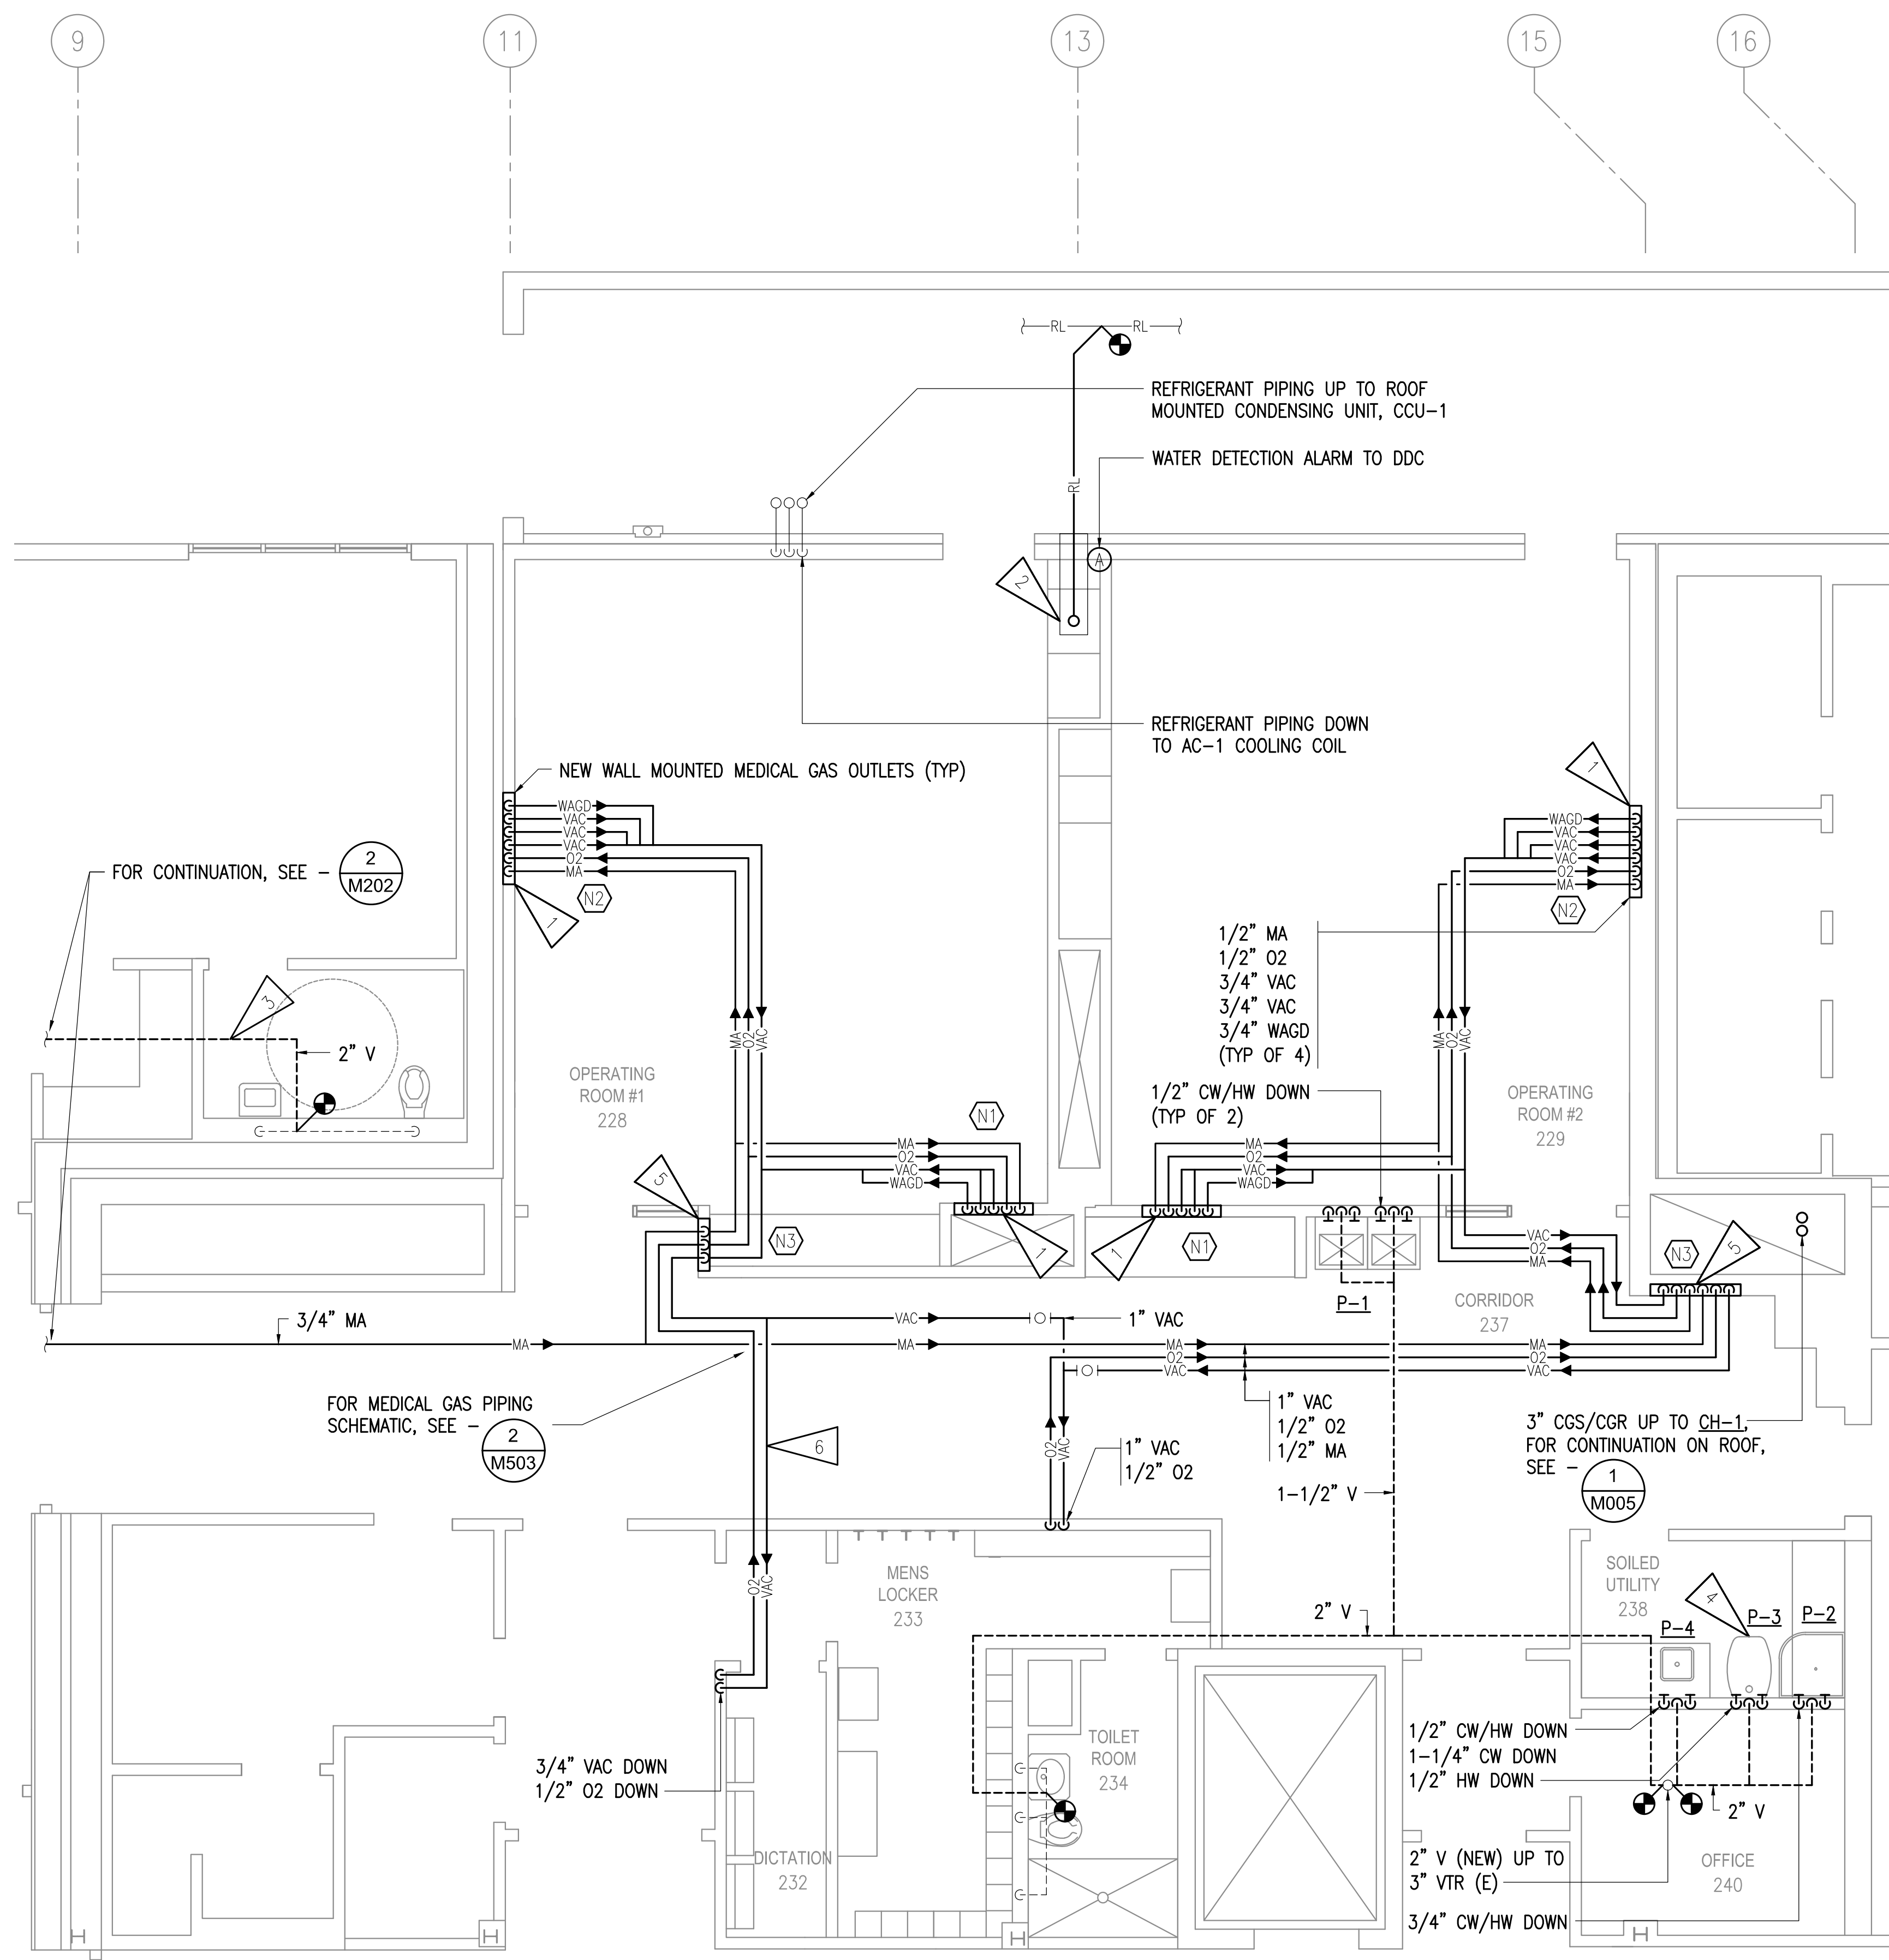 9
11
13
15
16
RL
RL
REFRIGERANT PIPING UP TO ROOF
MOUNTED CONDENSING UNIT, CCU-1
WATER DETECTION ALARM TO DDC
RL
A
2
REFRIGERANT PIPING DOWN
TO AC-1 COOLING COIL
NEW WALL MOUNTED MEDICAL GAS OUTLETS (TYP)
1
WAGD
VAC
VAC
VAC
O2
MA
N2
1
WAGD
VAC
VAC
VAC
O2
MA
N2
FOR CONTINUATION, SEE -
2
M202
1/2" MA
1/2" O2
3/4" VAC
3/4" VAC
3/4" WAGD
(TYP OF 4)
3
2" V
MA
O2
VAC
MA
O2
VAC
OPERATING
ROOM #1
228
1/2" CW/HW DOWN
(TYP OF 2)
OPERATING
ROOM #2
229
N1
MA
O2
VAC
WAGD
MA
O2
VAC
WAGD
5
N3
1
1
N1
VAC
O2
MA
N3
5
P-1
CORRIDOR
237
3/4" MA
VAC
1" VAC
MA
MA
MA
O2
VAC
MA
O2
VAC
FOR MEDICAL GAS PIPING
SCHEMATIC, SEE -
2
M503
6
1" VAC
1/2" O2
1/2" MA
3" CGS/CGR UP TO CH-1,
FOR CONTINUATION ON ROOF,
SEE -
1
M005
O2
VAC
1" VAC
1/2" O2
1-1/2" V
O2
VAC
MENS
LOCKER
233
SOILED
UTILITY
238
4
2" V
P-4
P-3
P-2
TOILET
ROOM
234
3/4" VAC DOWN
1/2" O2 DOWN
1/2" CW/HW DOWN
1-1/4" CW DOWN
1/2" HW DOWN
2" V
DICTATION
232
2" V (NEW) UP TO
3" VTR (E)
OFFICE
240
3/4" CW/HW DOWN